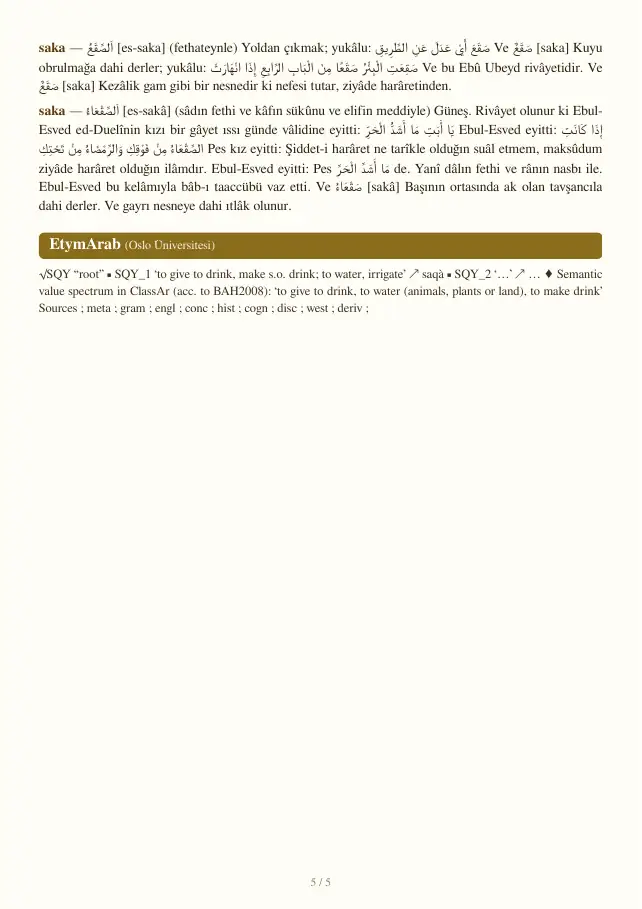 saka — اَلصَّقَعُ [es-saka] (fethateynle) Yoldan çıkmak; yukâlu: صَقَعَ أَيْ عَدَلَ عَنِ الطَّرِيقِ Ve صَقَعٌ [saka] Kuyu
obrulmağa dahi derler; yukâlu: صَقِعَتِ الْبِئْرُ صَقَعًا مِنَ الْبَابِ الرَّابِعِ إِذَا انْهَارَتْ Ve bu Ebû Ubeyd rivâyetidir. Ve
صَقَعٌ [saka] Kezâlik gam gibi bir nesnedir ki nefesi tutar, ziyâde harâretinden.
saka — اَلصَّقْعَاءُ [es-sakâ] (sâdın fethi ve kâfın sükûnu ve elifin meddiyle) Güneş. Rivâyet olunur ki Ebul-
Esved ed-Duelînin kızı bir gâyet ıssı günde vâlidine eyitti: يَا أَبَتِ مَا أَشَدُّ الْحَرِّ Ebul-Esved eyitti: إِذَا كَانَتِ
الصَّقْعَاءُ مِنْ فَوْقِكِ وَالرَّمْضَاءُ مِنْ تَحْتِكِ Pes kız eyitti: Şiddet-i harâret ne tarîkle olduğın suâl etmem, maksûdum
ziyâde harâret olduğın ilâmdır. Ebul-Esved eyitti: Pes مَا أَشَدَّ الْحَرَّ de. Yanî dâlın fethi ve rânın nasbı ile.
Ebul-Esved bu kelâmıyla bâb-ı taaccübü vaz etti. Ve صَقْعَاءُ [sakâ] Başının ortasında ak olan tavşancıla
dahi derler. Ve gayrı nesneye dahi ıtlâk olunur.
EtymArab (Oslo Üniversitesi)
√SQY “root” ▪ SQY_1 ‘to give to drink, make s.o. drink; to water, irrigate’ ↗ saqà ▪ SQY_2 ‘…’ ↗ … ♦ Semantic
value spectrum in ClassAr (acc. to BAH2008): ‘to give to drink, to water (animals, plants or land), to make drink’
Sources ; meta ; gram ; engl ; conc ; hist ; cogn ; disc ; west ; deriv ;
5 / 5